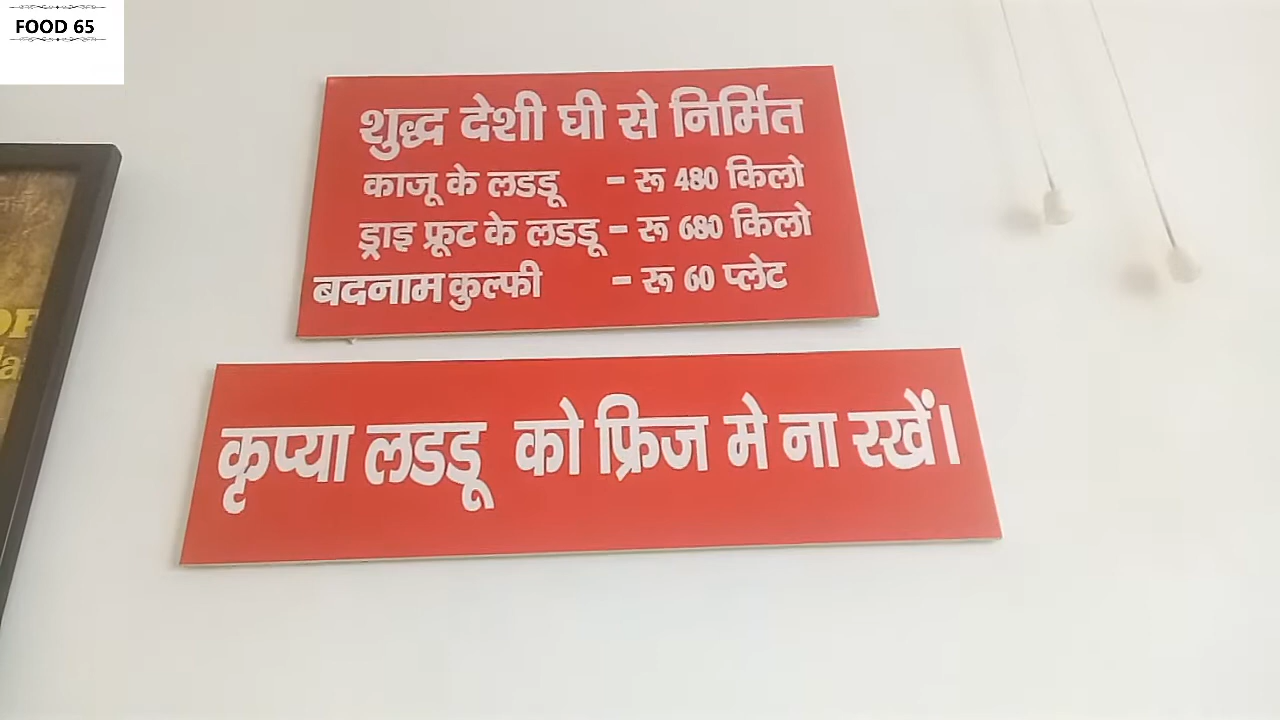 FOOD 65
शुद्ध देशी घी से निर्मित
काजू के लडडू - रू 480 किलो
ड्राइ फ्रूट के लडडू - रू 680 किलो
बदनाम कुल्फी - रू 60 प्लेट
कृप्या लडडू को फ्रिज मे ना रखें।